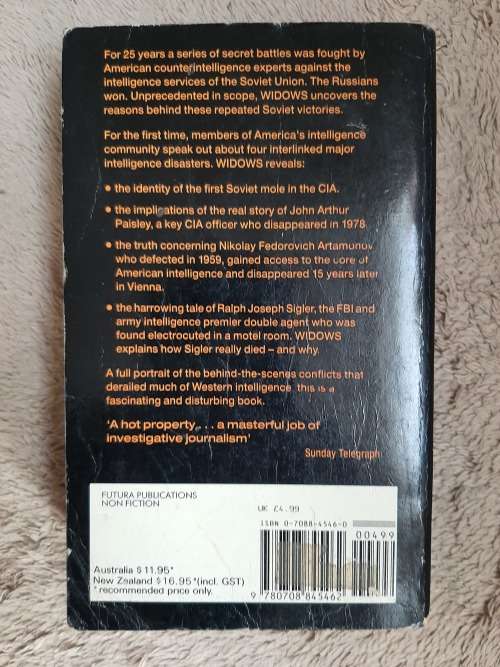 For 25 years a series of secret battles was fought by
American counterintelligence experts against the
intelligence services of the Soviet Union. The Russians
won. Unprecedented in scope, WIDOWS uncovers the
reasons behind these repeated Soviet victories.
For the first time, members of America's intelligence
community speak out about four interlinked major
intelligence disasters. WIDOWS reveals:
• the identity of the first Soviet mole in the CIA.
• the implications of the real story of John Arthur
Paisley, a key CIA officer who disappeared in 1978
• the truth concerning Nikolay Fedorovich Artamonov
who defected in 1959, gained access to the core of
American intelligence and disappeared 15 years later
in Vienna.
• the harrowing tale of Ralph Joseph Sigler, the FBI and
army intelligence premier double agent who was
found electrocuted in a motel room. WIDOWS
explains how Sigler really died – and why.
A full portrait of the behind-the-scenes conflicts that
derailed much of Western intelligence this is a
fascinating and disturbing book.
'A hot property . . . a masterful job of
investigative journalism'
Sunday Telegraph
FUTURA PUBLICATIONS
NON FICTION
UK £4.99
ISBN 0-7088-4546-0
00499
Australia $11.95*
New Zealand $16.95*(incl. GST)
*recommended price only.
9 780708 845462